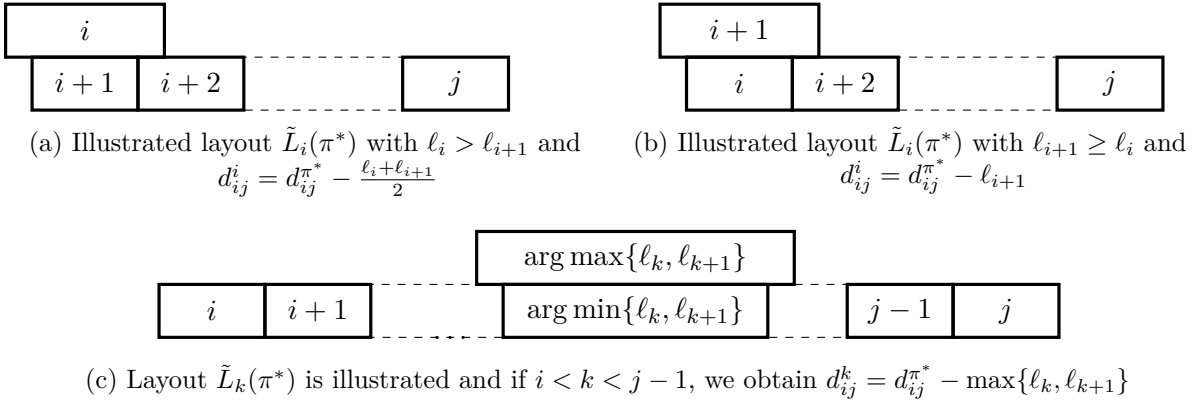 i
i + 1
i + 2
j
i + 1
i
i + 2
j
(a) Illustrated layout L̃_i(π*) with ℓ_i > ℓ_{i+1} and
d^i_{ij} = d^{π*}_{ij} − (ℓ_i+ℓ_{i+1})/2
(b) Illustrated layout L̃_i(π*) with ℓ_{i+1} ≥ ℓ_i and
d^i_{ij} = d^{π*}_{ij} − ℓ_{i+1}
arg max{ℓ_k, ℓ_{k+1}}
i
i + 1
...
arg min{ℓ_k, ℓ_{k+1}}
j − 1
j
(c) Layout L̃_k(π*) is illustrated and if i < k < j − 1, we obtain d^k_{ij} = d^{π*}_{ij} − max{ℓ_k, ℓ_{k+1}}